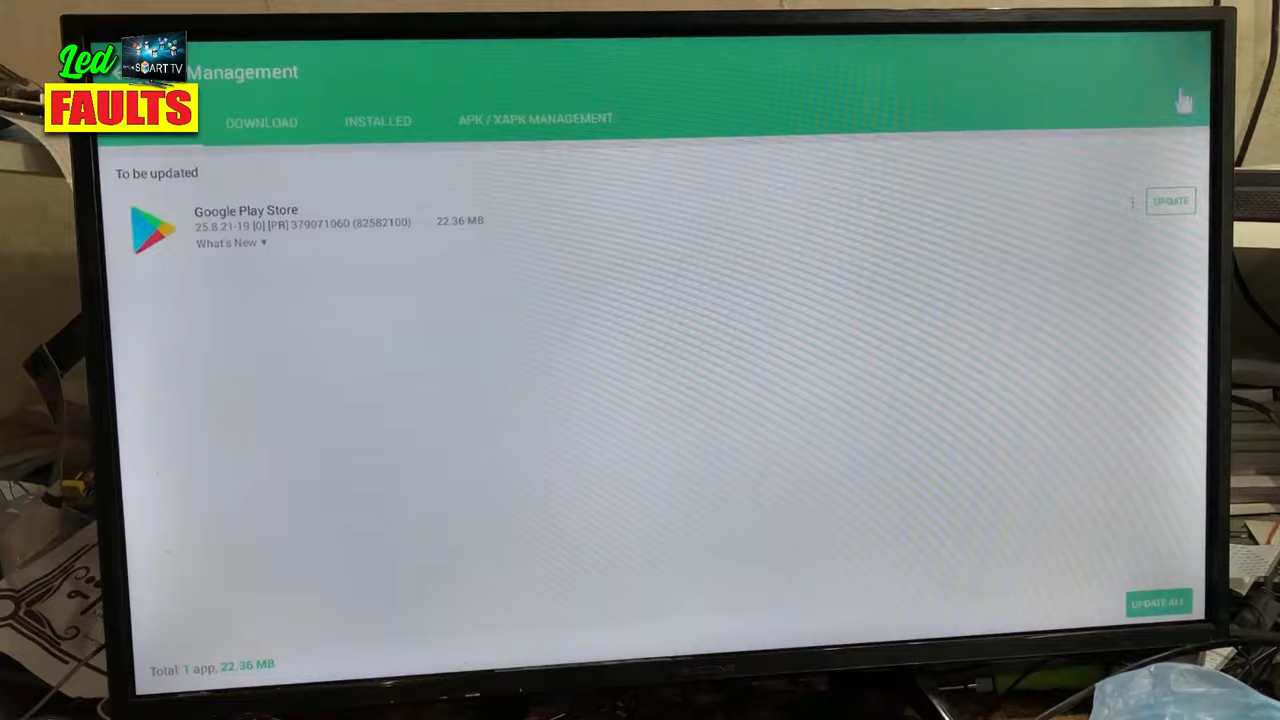 Led
SMART TV
FAULTS
Management
DOWNLOAD
INSTALLED
APK / XAPK MANAGEMENT
To be updated
Google Play Store
25.8.21-19 [0] [PR] 379071060 (82582100)
22.36 MB
What's New ▼
UPDATE
UPDATE ALL
Total: 1 app, 22.36 MB